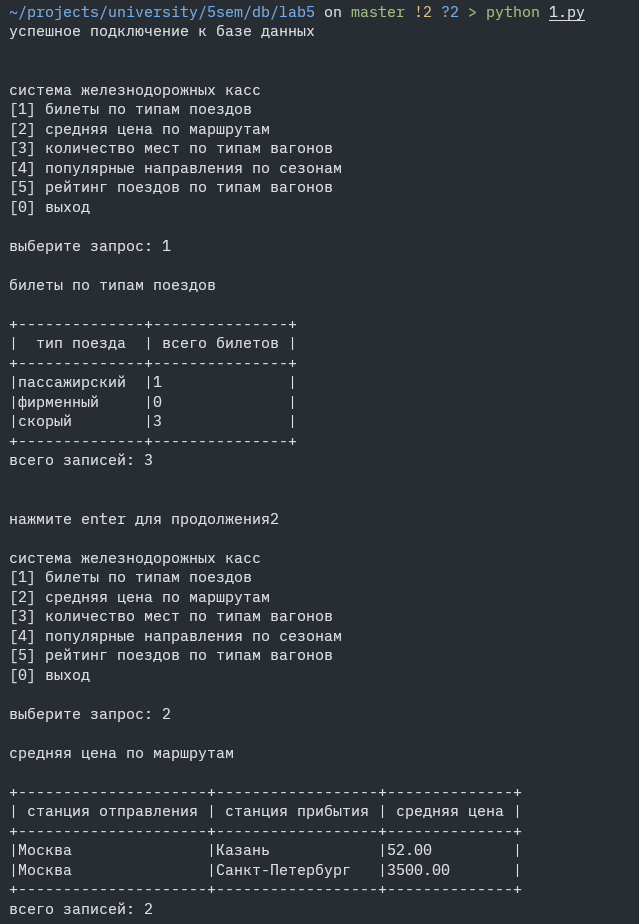 ~/projects/university/5sem/db/lab5 on master !2 ?2 > python 1.py
успешное подключение к базе данных
система железнодорожных касс
[1] билеты по типам поездов
[2] средняя цена по маршрутам
[3] количество мест по типам вагонов
[4] популярные направления по сезонам
[5] рейтинг поездов по типам вагонов
[0] выход
выберите запрос: 1
билеты по типам поездов
+--------------+---------------+
|  тип поезда  | всего билетов |
+--------------+---------------+
|пассажирский  |1              |
|фирменный     |0              |
|скорый        |3              |
+--------------+---------------+
всего записей: 3
нажмите enter для продолжения2
система железнодорожных касс
[1] билеты по типам поездов
[2] средняя цена по маршрутам
[3] количество мест по типам вагонов
[4] популярные направления по сезонам
[5] рейтинг поездов по типам вагонов
[0] выход
выберите запрос: 2
средняя цена по маршрутам
+---------------------+------------------+--------------+
| станция отправления | станция прибытия | средняя цена |
+---------------------+------------------+--------------+
|Москва               |Казань            |52.00         |
|Москва               |Санкт-Петербург   |3500.00       |
+---------------------+------------------+--------------+
всего записей: 2